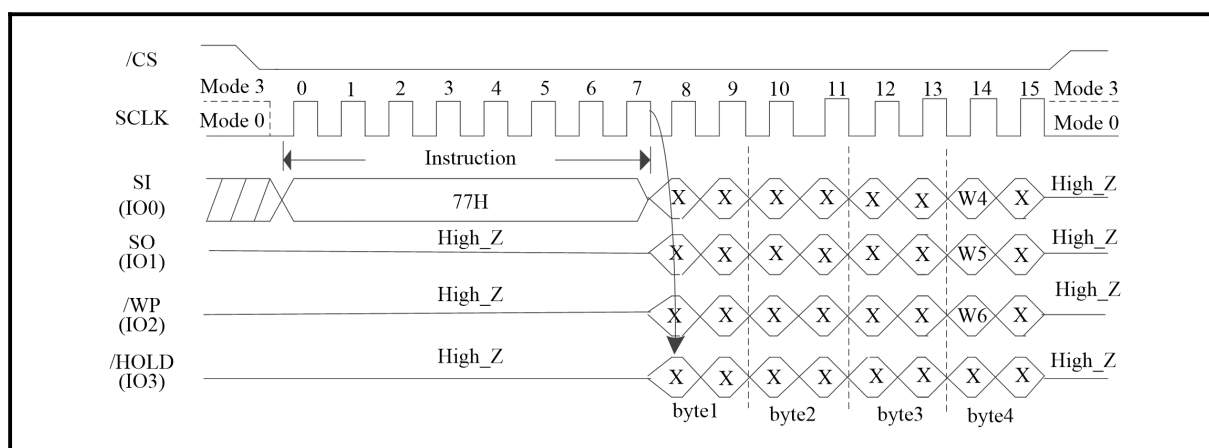 /CS
Mode 3 0 1 2 3 4 5 6 7 8 9 10 11 12 13 14 15 Mode 3
SCLK
Mode 0 Mode 0
Instruction
SI
(IO0)
77H X X X X X X W4 X High_Z
SO
(IO1)
High_Z X X X X X X W5 X High_Z
/WP
(IO2)
High_Z X X X X X X W6 X High_Z
/HOLD
(IO3)
High_Z X X X X X X X X High_Z
byte1 byte2 byte3 byte4